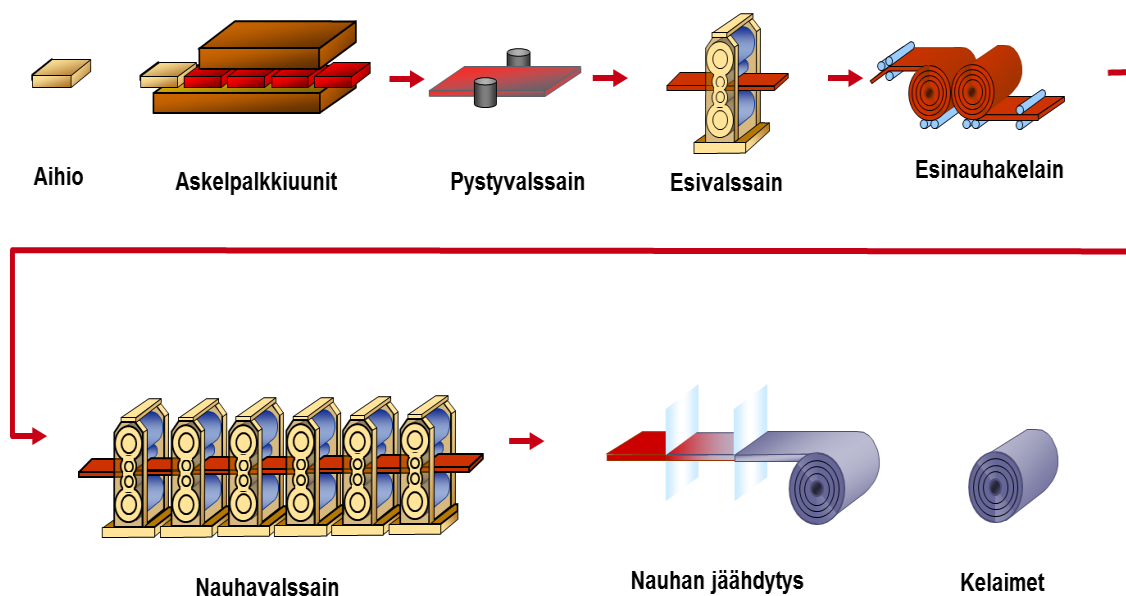 Aihio
Askelpalkkiuunit
Pystyvalssain
Esivalssain
Esinauhakelain
Nauhavalssain
Nauhan jäähdytys
Kelaimet